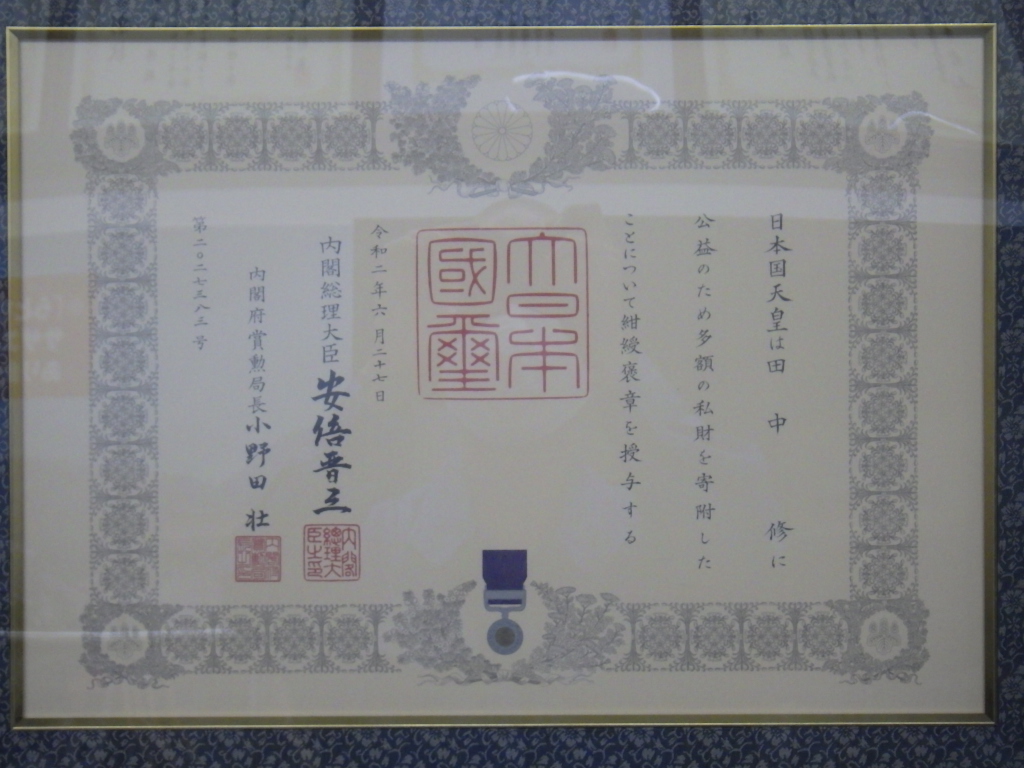 日本国天皇は田中修に
公益のため多額の私財を寄附した
ことについて紺綬褒章を授与する
大日本
國璽
令和二年六月二十七日
内閣総理大臣 安倍晋三
内閣総理大臣之印
内閣府賞勲局長 小野田 壮
第二〇二七三八三号